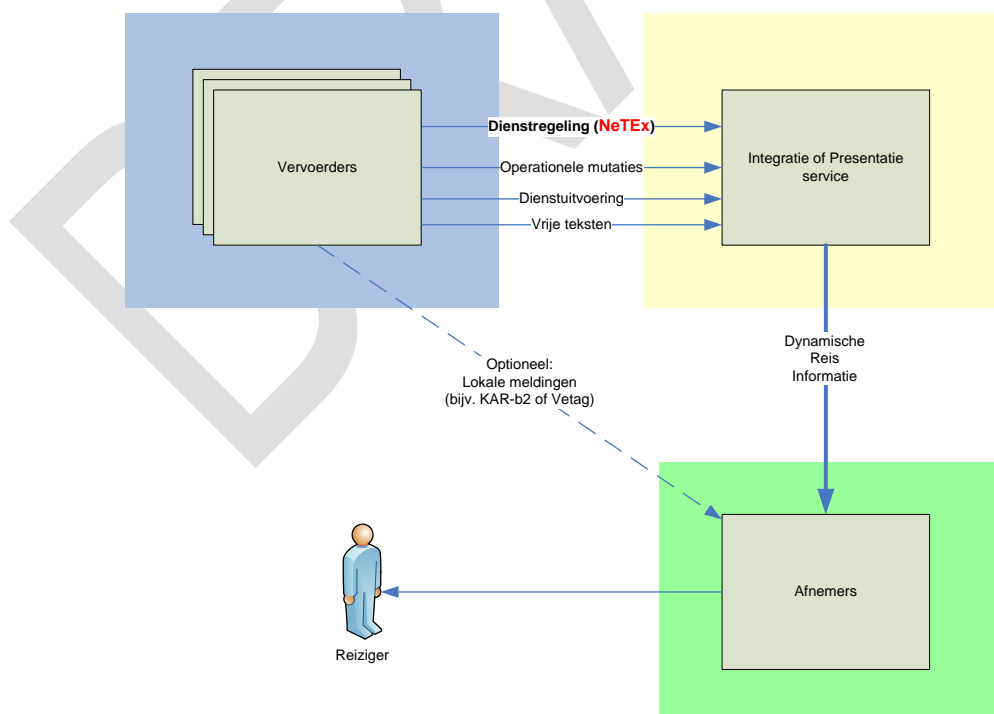 Vervoerders
Dienstregeling (NeTEx)
Operationele mutaties
Dienstuitvoering
Vrije teksten
Integratie of Presentatie
service
Dynamische
Reis
Informatie
Optioneel:
Lokale meldingen
(bijv. KAR-b2 of Vetag)
Afnemers
Reiziger